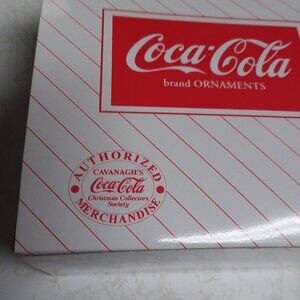 Coca-Cola
brand ORNAMENTS
AUTHORIZED
CAVANAGH'S
Coca-Cola
Christmas Collectors
Society
MERCHANDISE